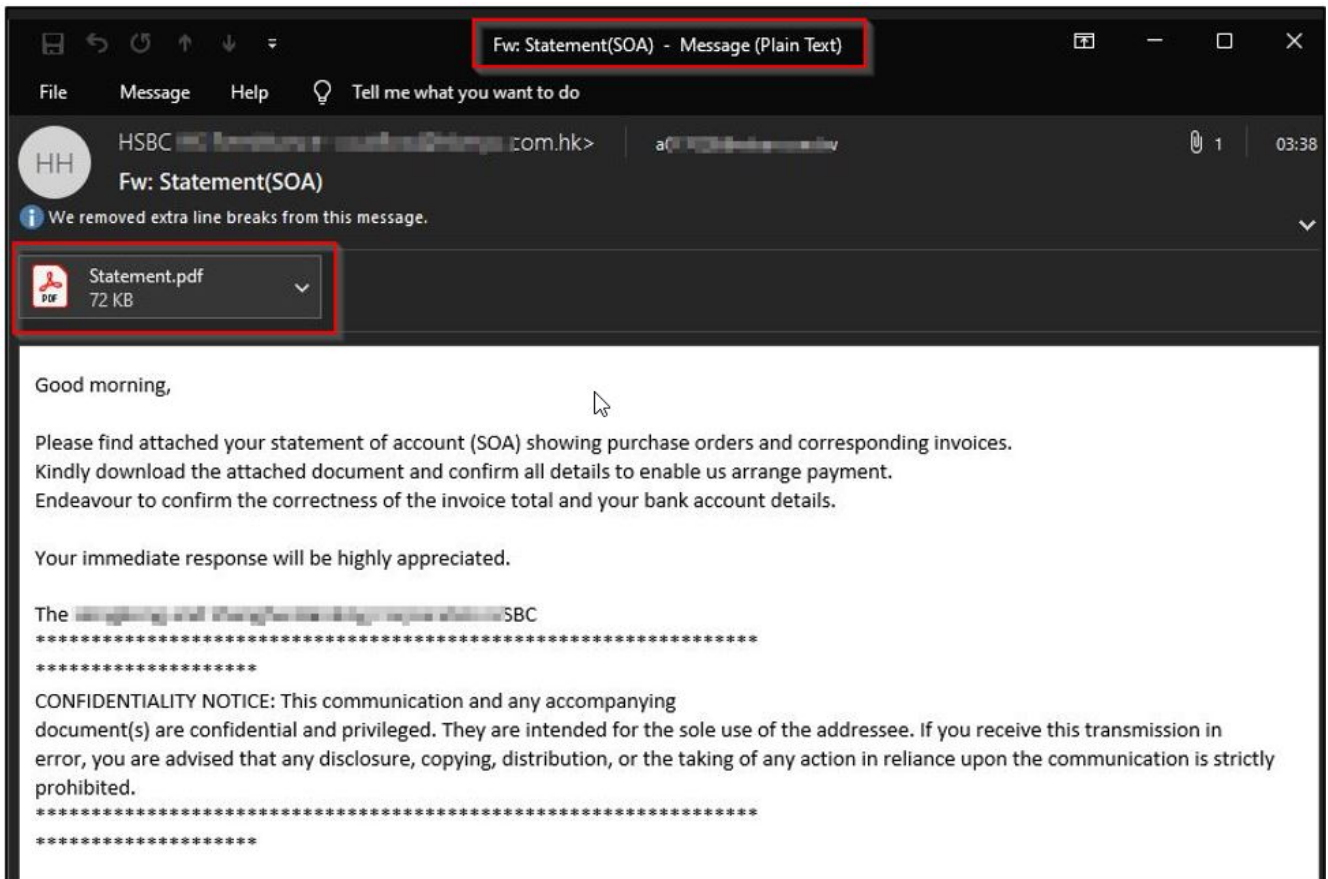 Fw: Statement(SOA) - Message (Plain Text)
File Message Help Tell me what you want to do
HH
HSBC com.hk> 1 03:38
Fw: Statement(SOA)
We removed extra line breaks from this message.
PDF
Statement.pdf
72 KB
Good morning,
Please find attached your statement of account (SOA) showing purchase orders and corresponding invoices.
Kindly download the attached document and confirm all details to enable us arrange payment.
Endeavour to confirm the correctness of the invoice total and your bank account details.
Your immediate response will be highly appreciated.
The SBC
*******************************************************************
********************
CONFIDENTIALITY NOTICE: This communication and any accompanying
document(s) are confidential and privileged. They are intended for the sole use of the addressee. If you receive this transmission in
error, you are advised that any disclosure, copying, distribution, or the taking of any action in reliance upon the communication is strictly
prohibited.
*******************************************************************
********************